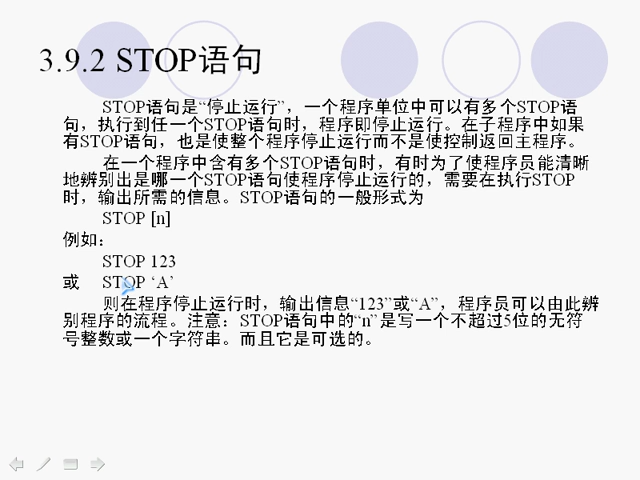 3.9.2 STOP语句
STOP语句是“停止运行”，一个程序单位中可以有多个STOP语
句，执行到任一个STOP语句时，程序即停止运行。在子程序中如果
有STOP语句，也是使整个程序停止运行而不是使控制返回主程序。
在一个程序中含有多个STOP语句时，有时为了使程序员能清晰
地辨别出是哪一个STOP语句使程序停止运行的，需要在执行STOP
时，输出所需的信息。STOP语句的一般形式为
STOP [n]
例如：
STOP 123
或 STOP ‘A’
则在程序停止运行时，输出信息“123”或“A”，程序员可以由此辨
别程序的流程。注意：STOP语句中的“n”是写一个不超过5位的无符
号整数或一个字符串。而且它是可选的。